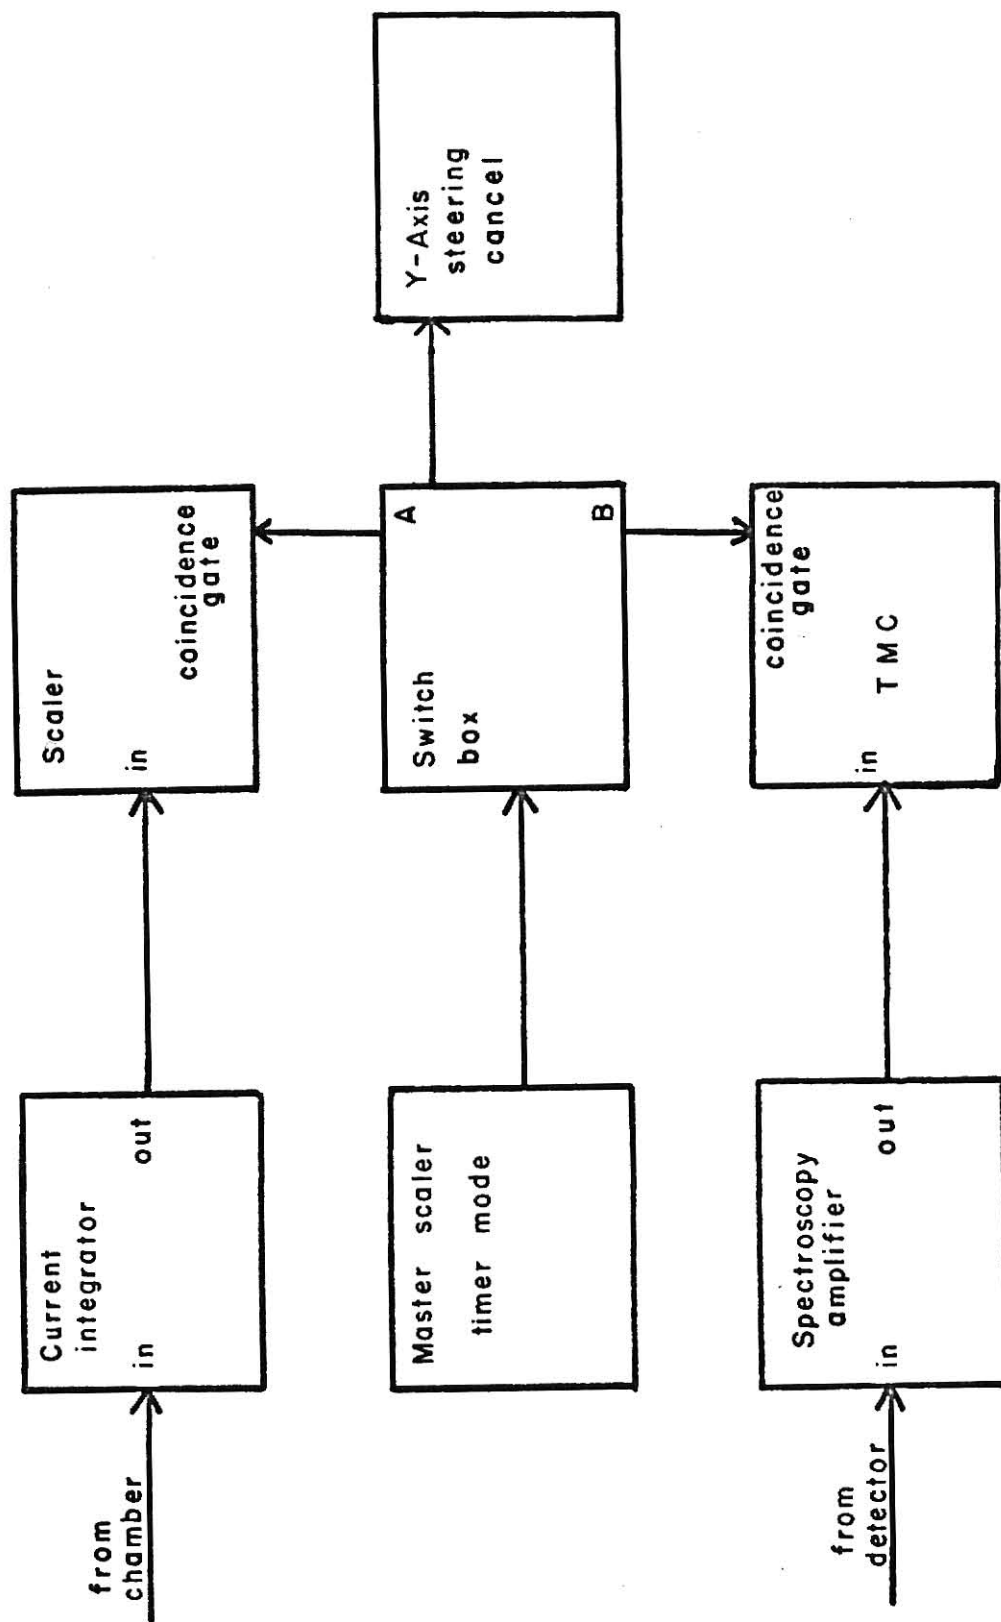 from
chamber
Current
integrator
in
out
Scaler
in
coincidence
gate
Master scaler
timer mode
Switch
box
A
B
Y-Axis
steering
cancel
from
detector
Spectroscopy
amplifier
in
out
coincidence
gate
in
TMC